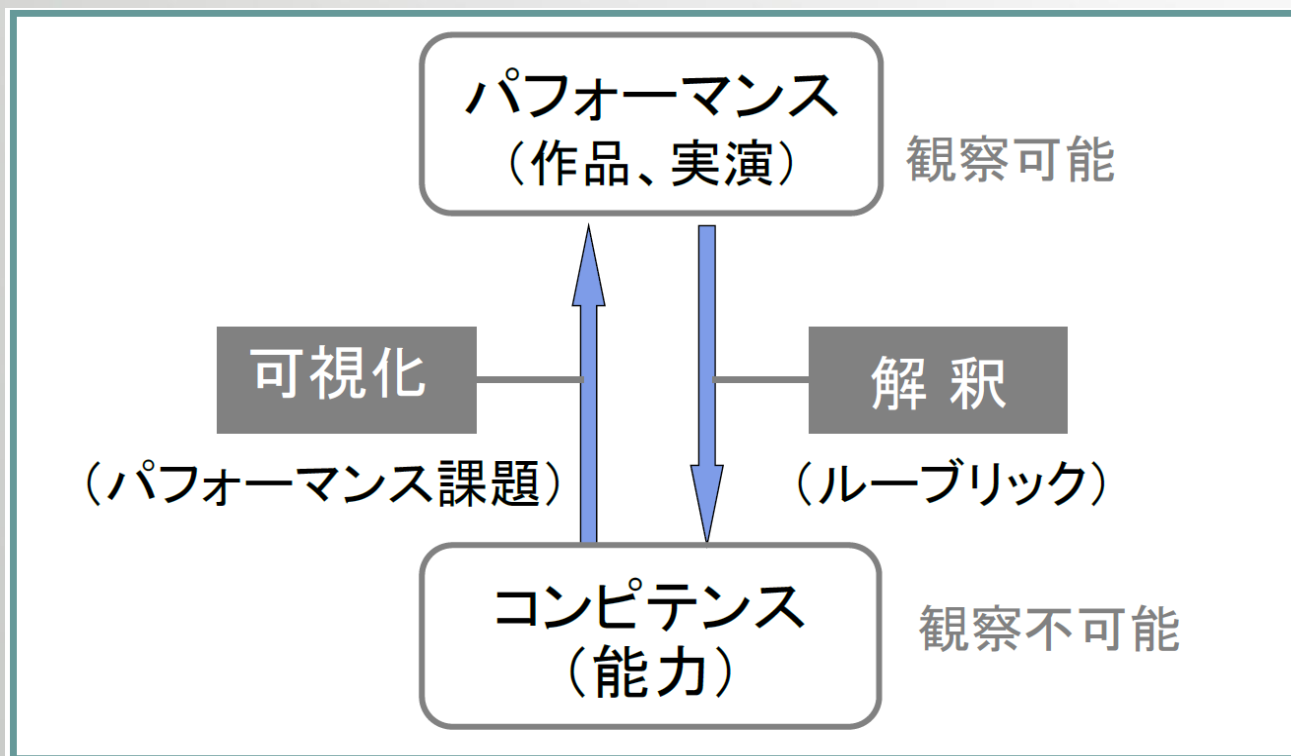 パフォーマンス
（作品、実演）
観察可能
可視化
（パフォーマンス課題）
解 釈
（ルーブリック）
コンピテンス
（能力）
観察不可能